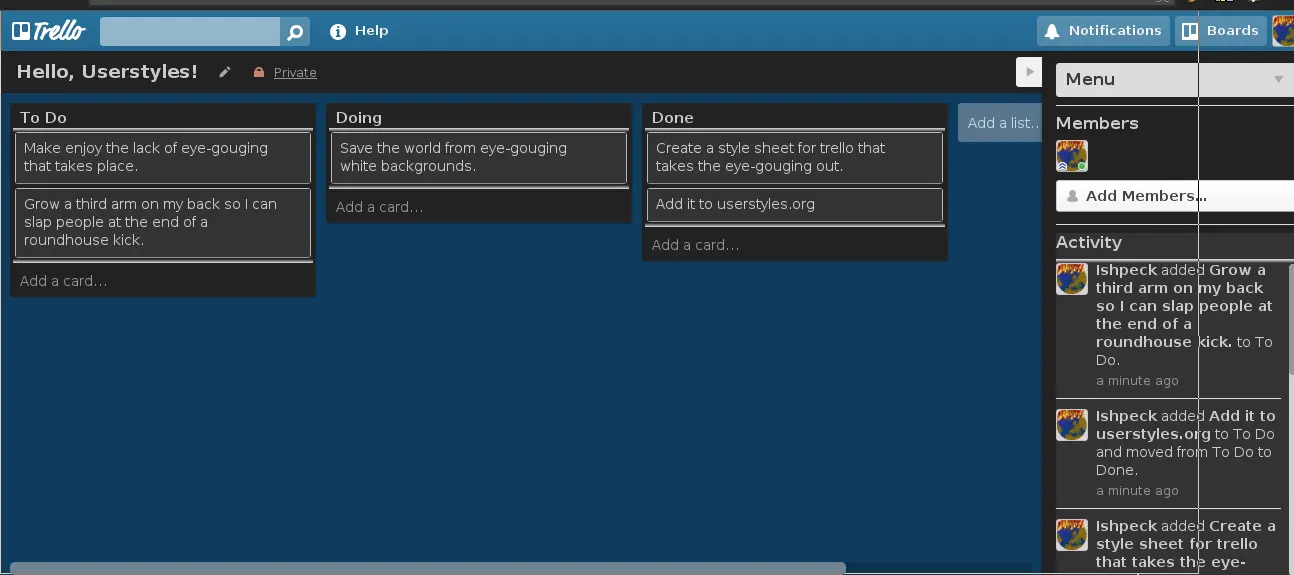 Trello
Help
Notifications
Boards
Hello, Userstyles!
Private
To Do
Make enjoy the lack of eye-gouging
that takes place.
Grow a third arm on my back so I can
slap people at the end of a
roundhouse kick.
Add a card…
Doing
Save the world from eye-gouging
white backgrounds.
Add a card…
Done
Create a style sheet for trello that
takes the eye-gouging out.
Add it to userstyles.org
Add a card…
Add a list…
Menu
Members
Add Members…
Activity
Ishpeck added Grow a
third arm on my back
so I can slap people at
the end of a
roundhouse kick. to To
Do.
a minute ago
Ishpeck added Add it to
userstyles.org to To Do
and moved from To Do to
Done.
a minute ago
Ishpeck added Create a
style sheet for trello
that takes the eye-